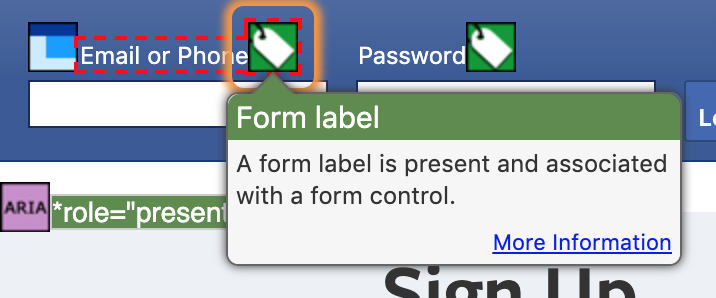 Email or Phone
Password
Form label
A form label is present and associated
with a form control.
More Information
ARIA
*role="present
Sign Up